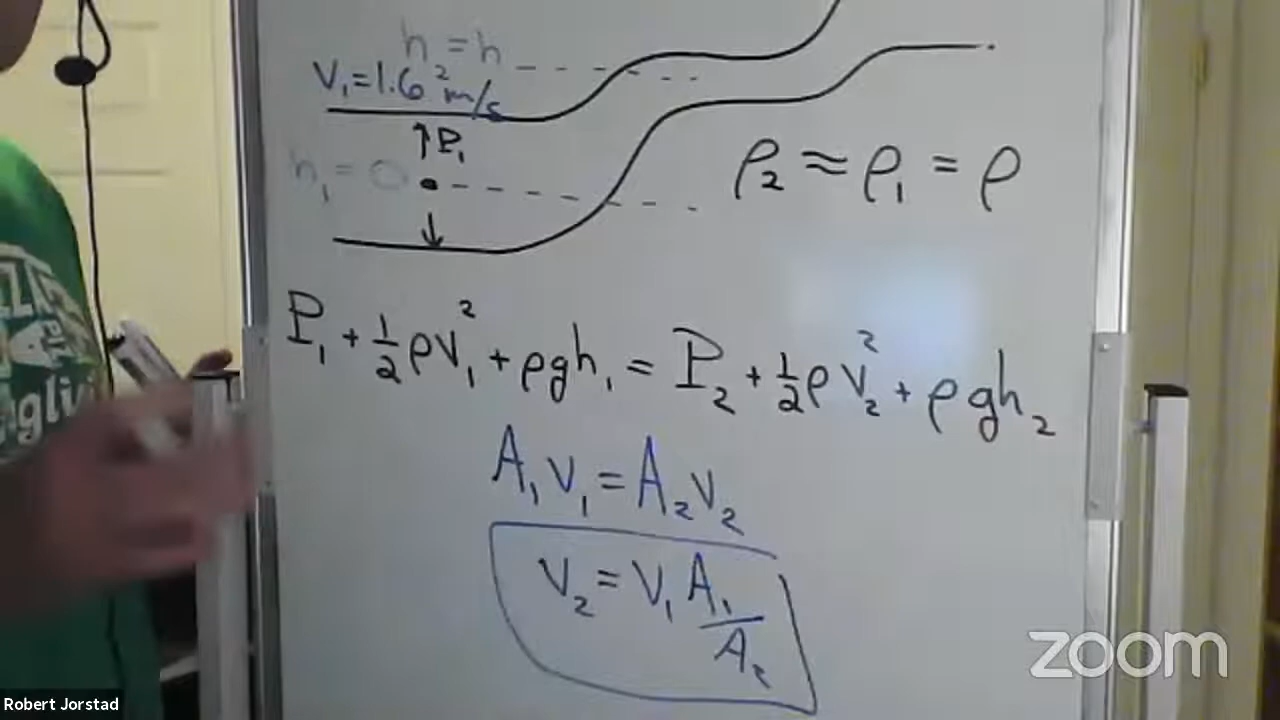 h₂ = h
V₁ = 1.6 m/s
P₁
h₁ = 0
ρ₂ ≈ ρ₁ = ρ
P₁ + ½ρV₁² + ρgh₁ = P₂ + ½ρV₂² + ρgh₂
A₁V₁ = A₂V₂
V₂ = V₁ A₁/A₂
zoom
Robert Jorstad